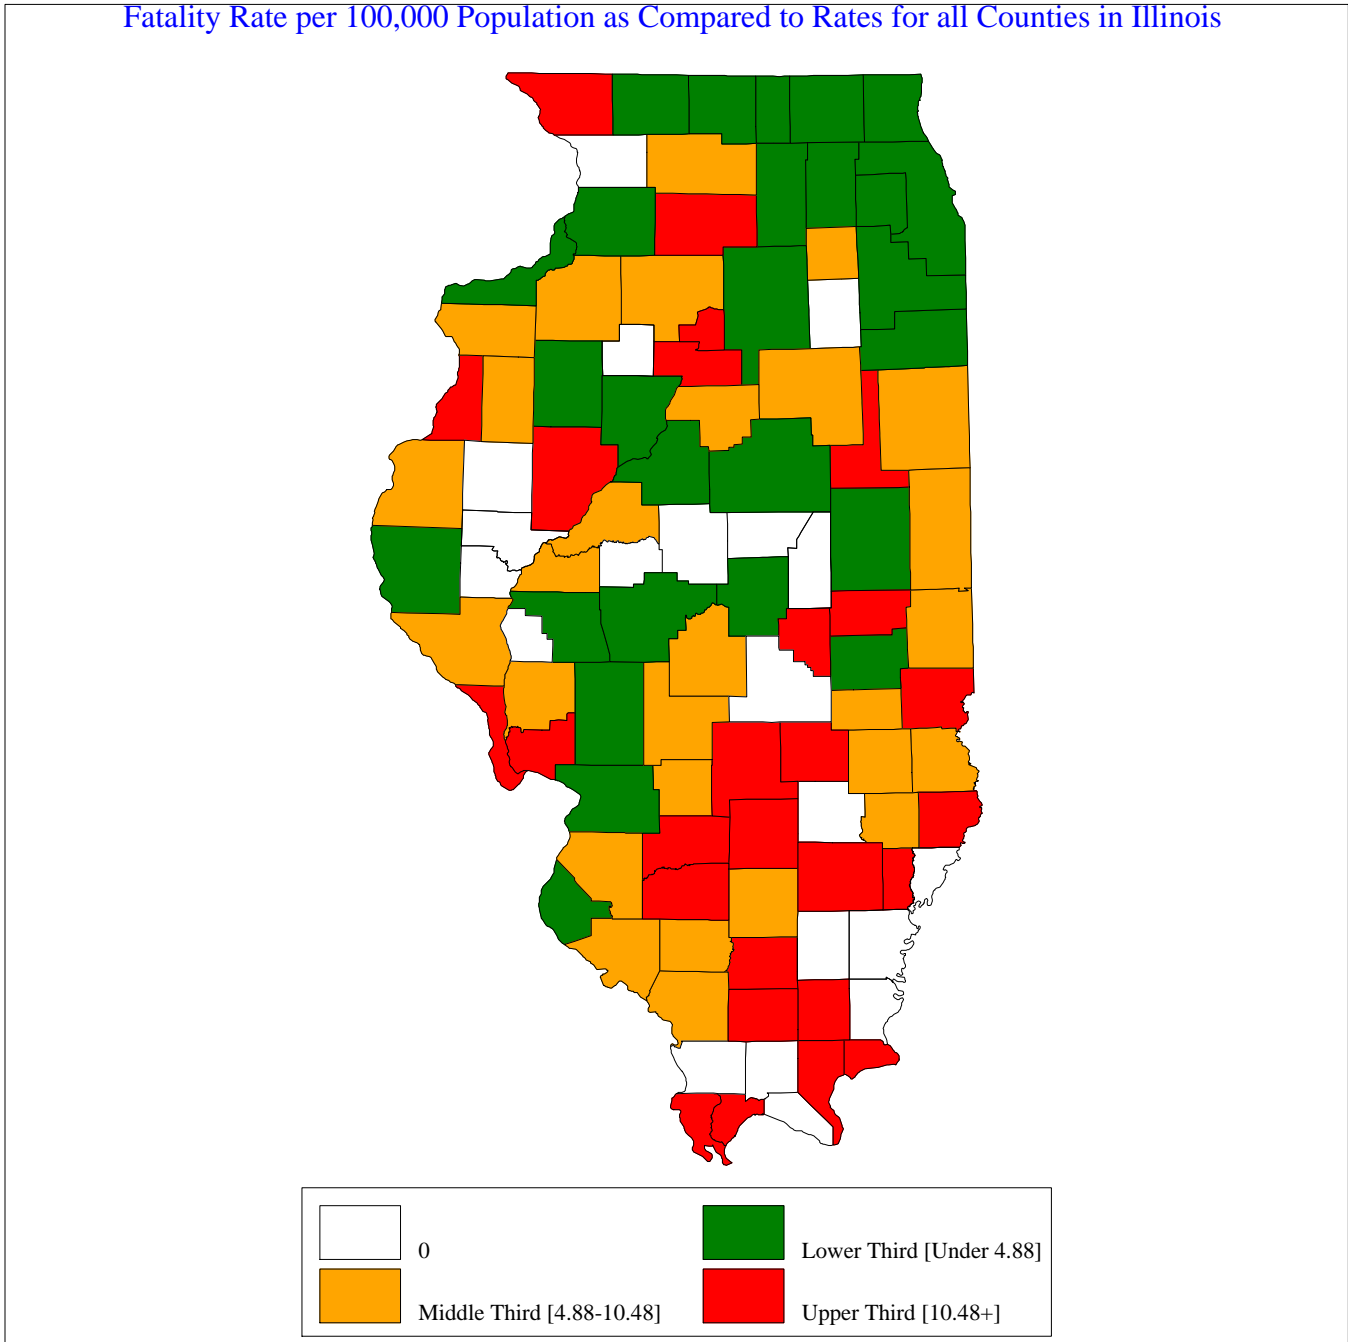 Fatality Rate per 100,000 Population as Compared to Rates for all Counties in Illinois
0
Lower Third [Under 4.88]
Middle Third [4.88-10.48]
Upper Third [10.48+]